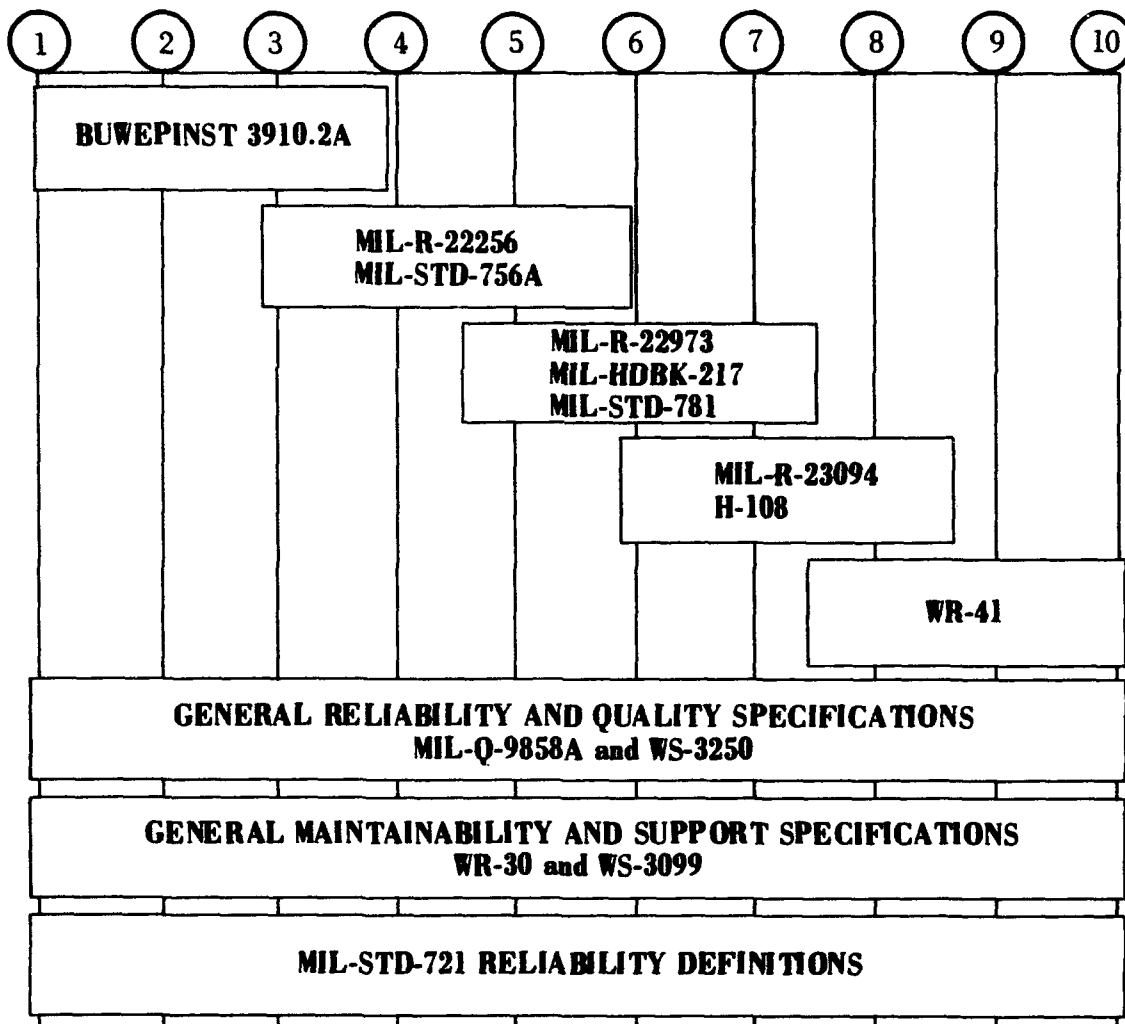 1 2 3 4 5 6 7 8 9 10
BUWEPINST 3910.2A
MIL-R-22256
MIL-STD-756A
MIL-R-22973
MIL-HDBK-217
MIL-STD-781
MIL-R-23094
H-108
WR-41
GENERAL RELIABILITY AND QUALITY SPECIFICATIONS
MIL-Q-9858A and WS-3250
GENERAL MAINTAINABILITY AND SUPPORT SPECIFICATIONS
WR-30 and WS-3099
MIL-STD-721 RELIABILITY DEFINITIONS